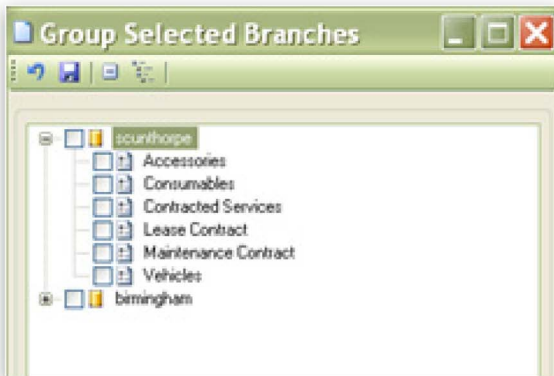 Group Selected Branches
scunthorpe
Accessories
Consumables
Contracted Services
Lease Contract
Maintenance Contract
Vehicles
birmingham